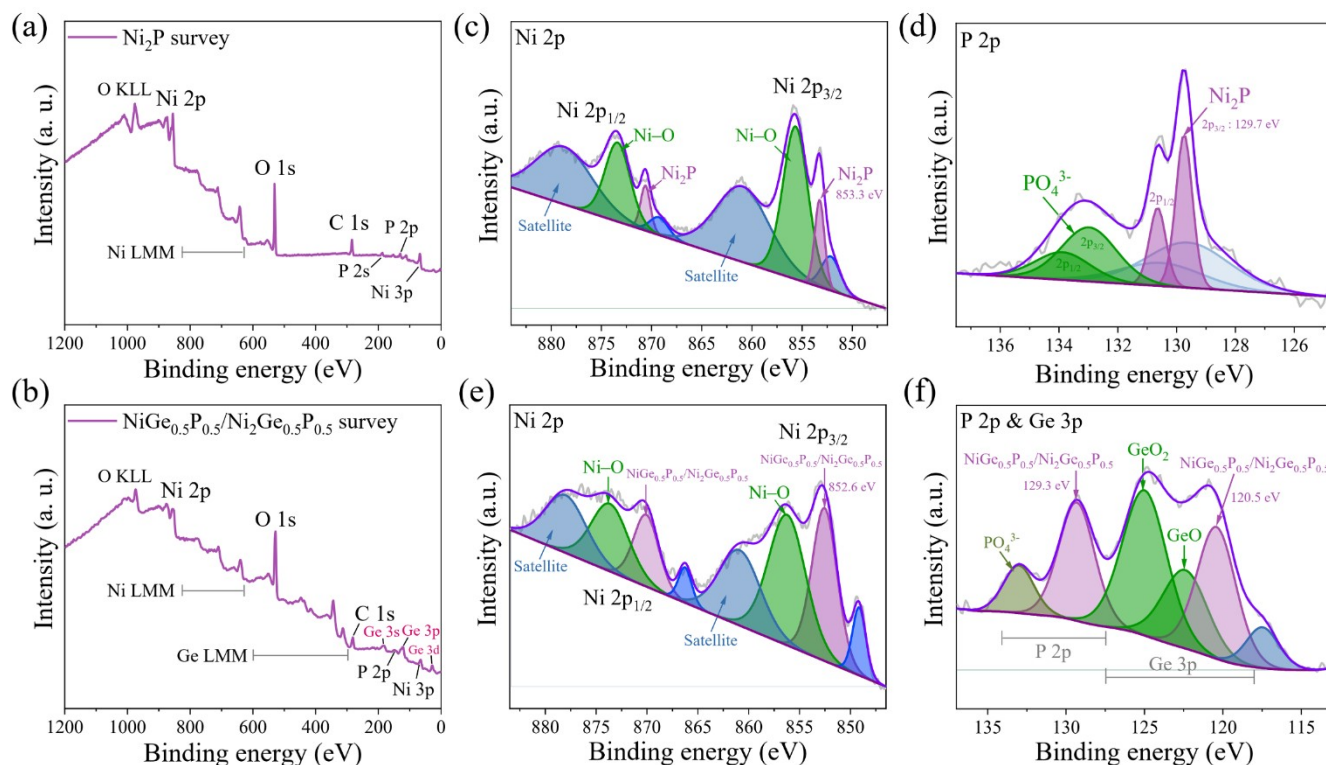 (a)
Ni₂P survey
O KLL
Ni 2p
O 1s
C 1s
P 2p
Ni LMM
P 2s
Ni 3p
Intensity (a. u.)
1200 1000 800 600 400 200 0
Binding energy (eV)
(c)
Ni 2p
Ni 2p₃/₂
Ni 2p₁/₂
Ni–O
Ni–O
Ni₂P
Ni₂P
853.3 eV
Satellite
Satellite
Intensity (a.u.)
880 875 870 865 860 855 850
Binding energy (eV)
(d)
P 2p
Ni₂P
2p₃/₂ : 129.7 eV
PO₄³⁻
2p₁/₂
2p₃/₂
2p₁/₂
Intensity (a.u.)
136 134 132 130 128 126 124
Binding energy (eV)
(b)
NiGe₀.₅P₀.₅/Ni₂Ge₀.₅P₀.₅ survey
O KLL
Ni 2p
O 1s
Ni LMM
C 1s
Ge 3s Ge 3p
Ge LMM
P 2p Ge 3d
Ni 3p
Intensity (a. u.)
1200 1000 800 600 400 200 0
Binding energy (eV)
(e)
Ni 2p
Ni 2p₃/₂
NiGe₀.₅P₀.₅/Ni₂Ge₀.₅P₀.₅
852.6 eV
Ni–O
NiGe₀.₅P₀.₅/Ni₂Ge₀.₅P₀.₅
Ni–O
Satellite
Ni 2p₁/₂
Satellite
Intensity (a.u.)
880 875 870 865 860 855 850
Binding energy (eV)
(f)
P 2p & Ge 3p
NiGe₀.₅P₀.₅/Ni₂Ge₀.₅P₀.₅
129.3 eV
GeO₂
NiGe₀.₅P₀.₅/Ni₂Ge₀.₅P₀.₅
120.5 eV
GeO
PO₄³⁻
P 2p
Ge 3p
Intensity (a.u.)
135 130 125 120 115
Binding energy (eV)